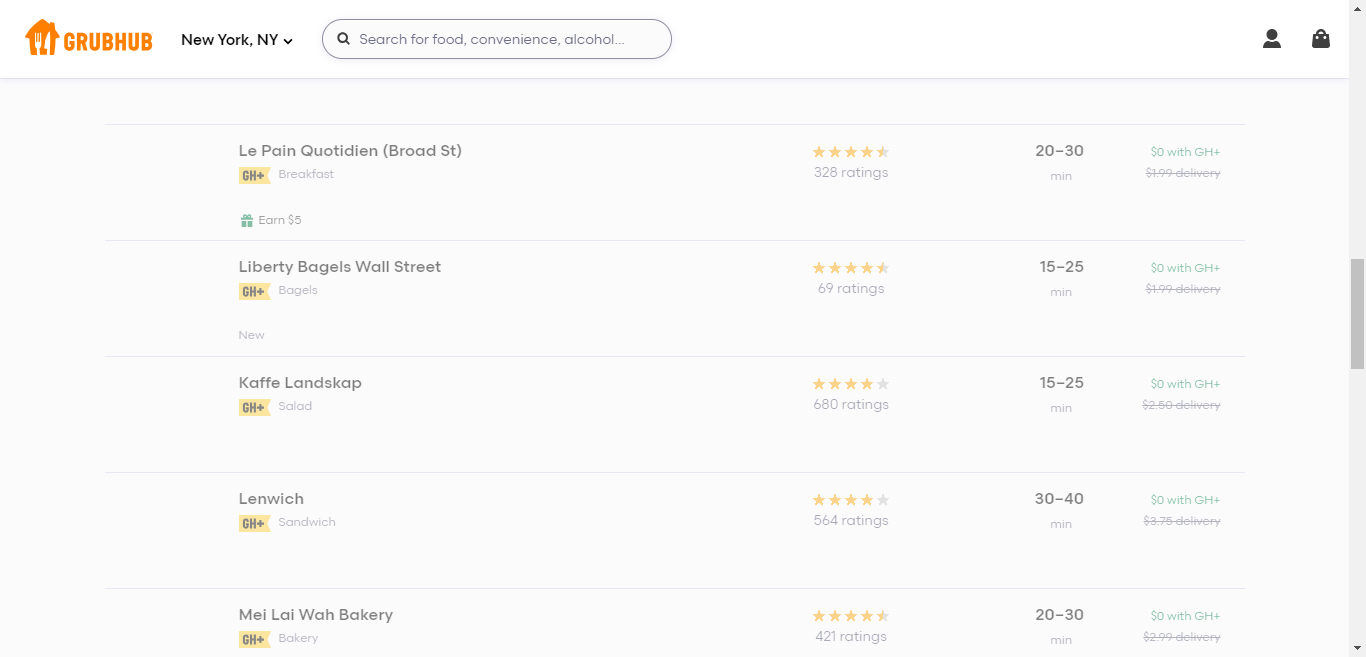 GRUBHUB
New York, NY
Search for food, convenience, alcohol...
Le Pain Quotidien (Broad St)
GH+ Breakfast
Earn $5
328 ratings
20–30
min
$0 with GH+
$1.99 delivery
Liberty Bagels Wall Street
GH+ Bagels
New
69 ratings
15–25
min
$0 with GH+
$1.99 delivery
Kaffe Landskap
GH+ Salad
680 ratings
15–25
min
$0 with GH+
$2.50 delivery
Lenwich
GH+ Sandwich
564 ratings
30–40
min
$0 with GH+
$3.75 delivery
Mei Lai Wah Bakery
GH+ Bakery
421 ratings
20–30
min
$0 with GH+
$2.99 delivery